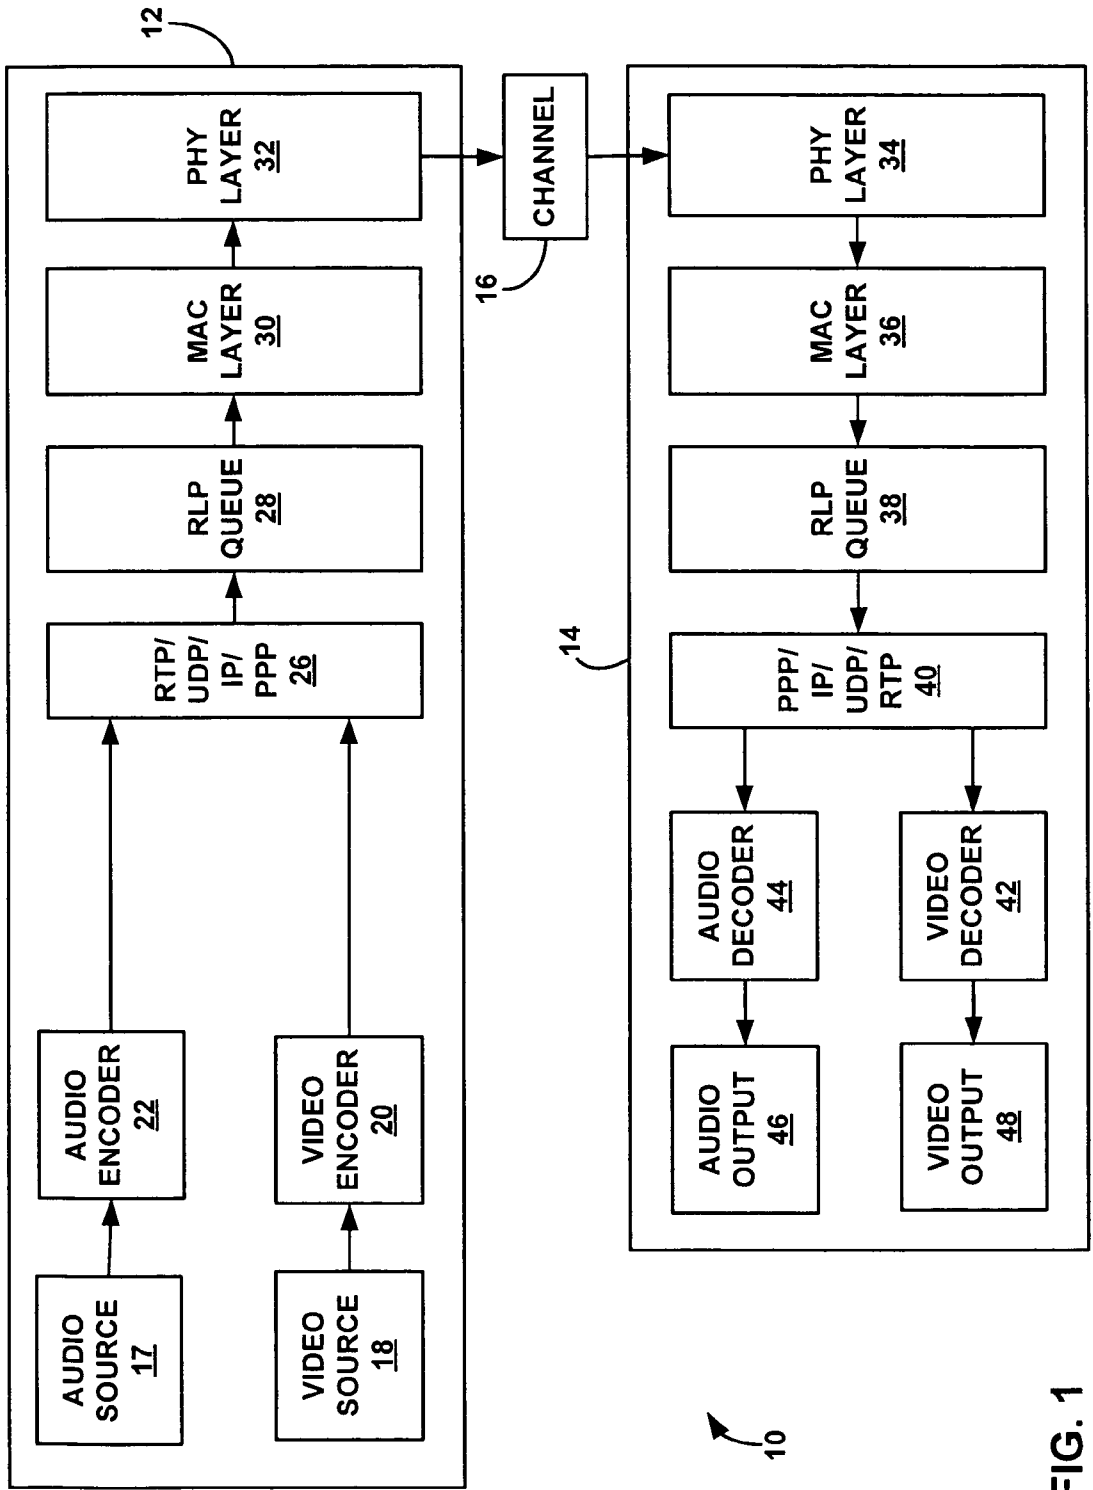 12
AUDIO
SOURCE
17
AUDIO
ENCODER
22
VIDEO
SOURCE
18
VIDEO
ENCODER
20
RTP/
UDP/
IP/
PPP
26
RLP
QUEUE
28
MAC
LAYER
30
PHY
LAYER
32
16
CHANNEL
14
PHY
LAYER
34
MAC
LAYER
36
RLP
QUEUE
38
PPP/
IP/
UDP/
RTP
40
AUDIO
DECODER
44
VIDEO
DECODER
42
AUDIO
OUTPUT
46
VIDEO
OUTPUT
48
10
FIG. 1